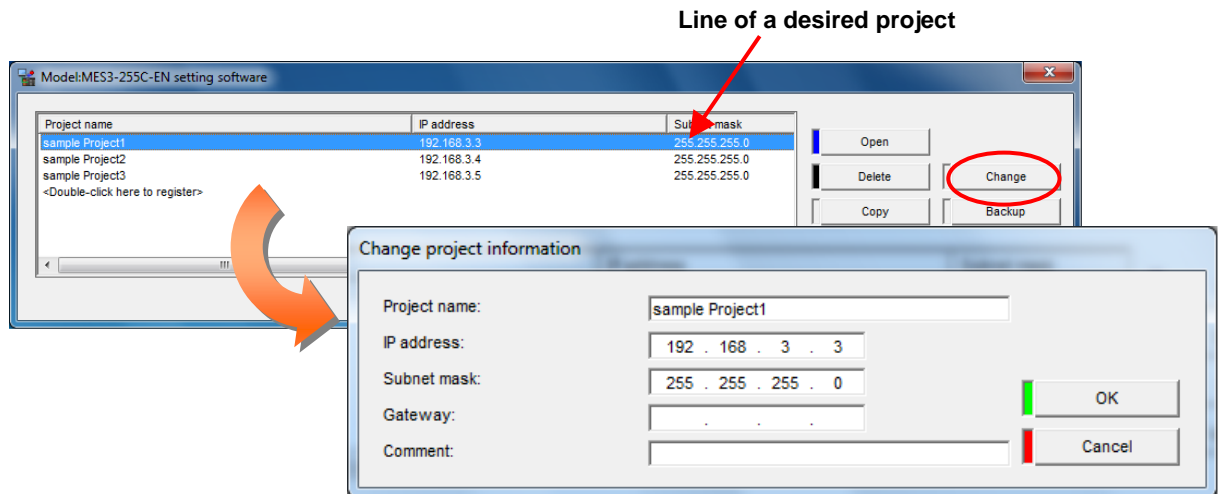 Line of a desired project
Model:MES3-255C-EN setting software
Project name IP address Subnet mask
sample Project1 192.168.3.3 255.255.255.0
sample Project2 192.168.3.4 255.255.255.0
sample Project3 192.168.3.5 255.255.255.0
<Double-click here to register>
Open
Delete Change
Copy Backup
Change project information
Project name: sample Project1
IP address: 192 . 168 . 3 . 3
Subnet mask: 255 . 255 . 255 . 0
Gateway: . . .
Comment:
OK
Cancel